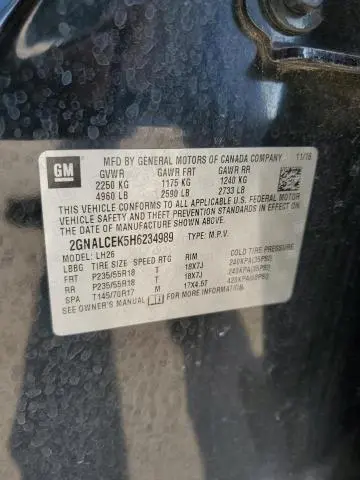 GM
MFD BY GENERAL MOTORS OF CANADA COMPANY 11/16
GVWR GAWR FRT GAWR RR
2250 KG 1175 KG 1240 KG
4960 LB 2590 LB 2733 LB
THIS VEHICLE CONFORMS TO ALL APPLICABLE U.S. FEDERAL MOTOR
VEHICLE SAFETY AND THEFT PREVENTION STANDARDS IN EFFECT ON
THE DATE OF MANUFACTURE SHOWN ABOVE.
2GNALCEK5H6234989 TYPE: M.P.V.
MODEL: LH26
LBBG TIRE SIZE SPEED RTG RIM COLD TIRE PRESSURE
FRT P235/55R18 T 18X7J 240KPA(35PSI)
RR P235/55R18 T 18X7J 240KPA(35PSI)
SPA T145/70R17 M 17X4.5T 420KPA(60PSI)
SEE OWNER'S MANUAL FOR MORE INFORMATION.